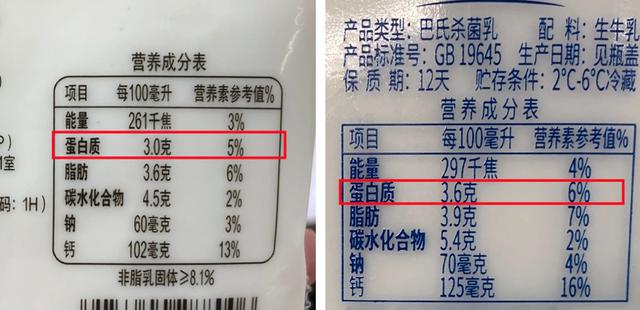 营养成分表
项目 每100毫升 营养素参考值%
能量 261千焦 3%
蛋白质 3.0克 5%
脂肪 3.6克 6%
碳水化合物 4.5克 2%
钠 60毫克 3%
钙 102毫克 13%
非脂乳固体≥8.1%
P)
室
码:1H)
产品类型:巴氏杀菌乳 配 料:生牛乳
产品标准号:GB 19645 生产日期:见瓶盖
保 质 期:12天 贮存条件:2°C-6°C冷藏
营养成分表
项目 每100毫升 营养素参考值%
能量 297千焦 4%
蛋白质 3.6克 6%
脂肪 3.9克 7%
碳水化合物 5.4克 2%
钠 70毫克 4%
钙 125毫克 16%